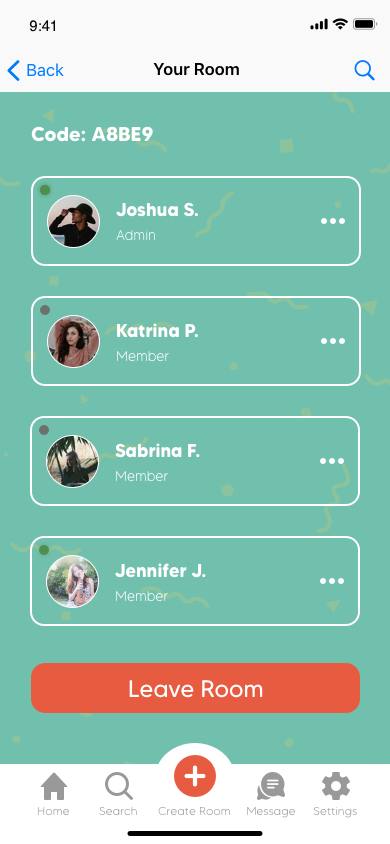 9:41
Back
Your Room
Code: A8BE9
Joshua S.
Admin
Katrina P.
Member
Sabrina F.
Member
Jennifer J.
Member
Leave Room
Home
Search
Create Room
Message
Settings